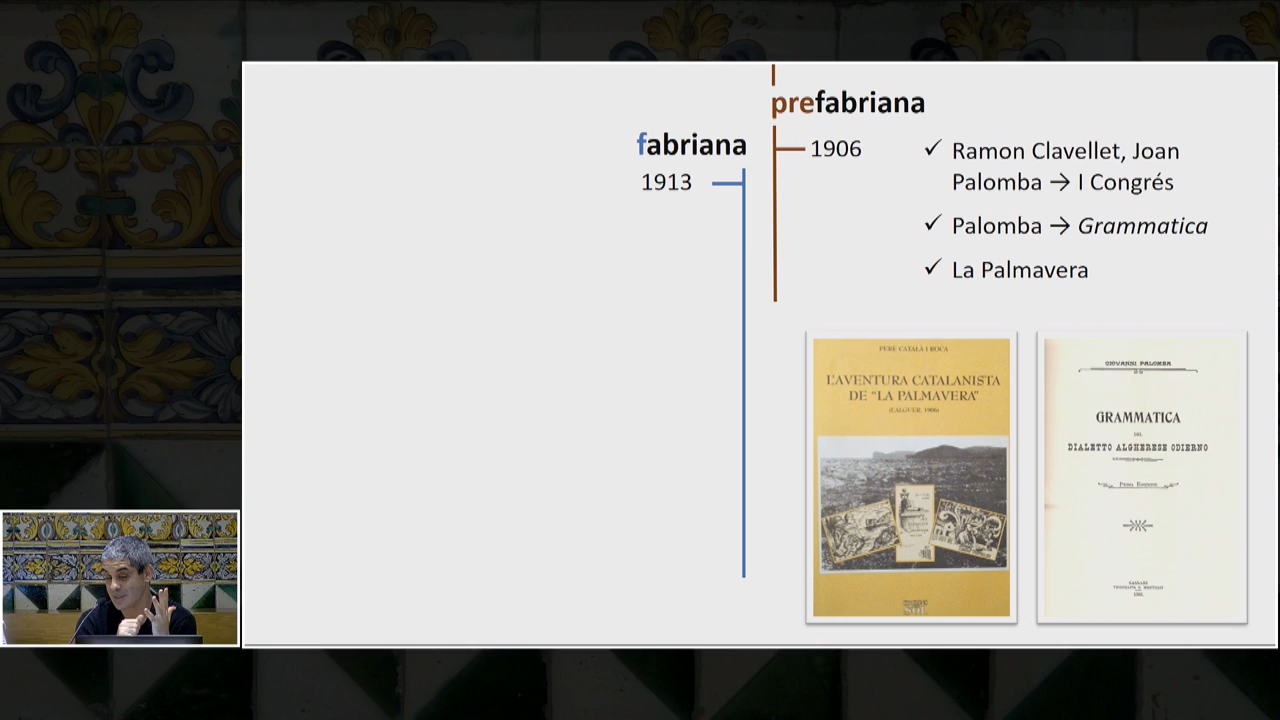 prefabriana
fabriana
1906
1913
✓ Ramon Clavellet, Joan
Palomba → I Congrés
✓ Palomba → Grammatica
✓ La Palmavera
PERE CATALÀ I ROCA
L'AVENTURA CATALANISTA
DE "LA PALMAVERA"
(L'ALGUER, 1906)
GIOVANNI PALOMBA
GRAMMATICA
DEL
DIALETTO ALGHERESE ODIERNO